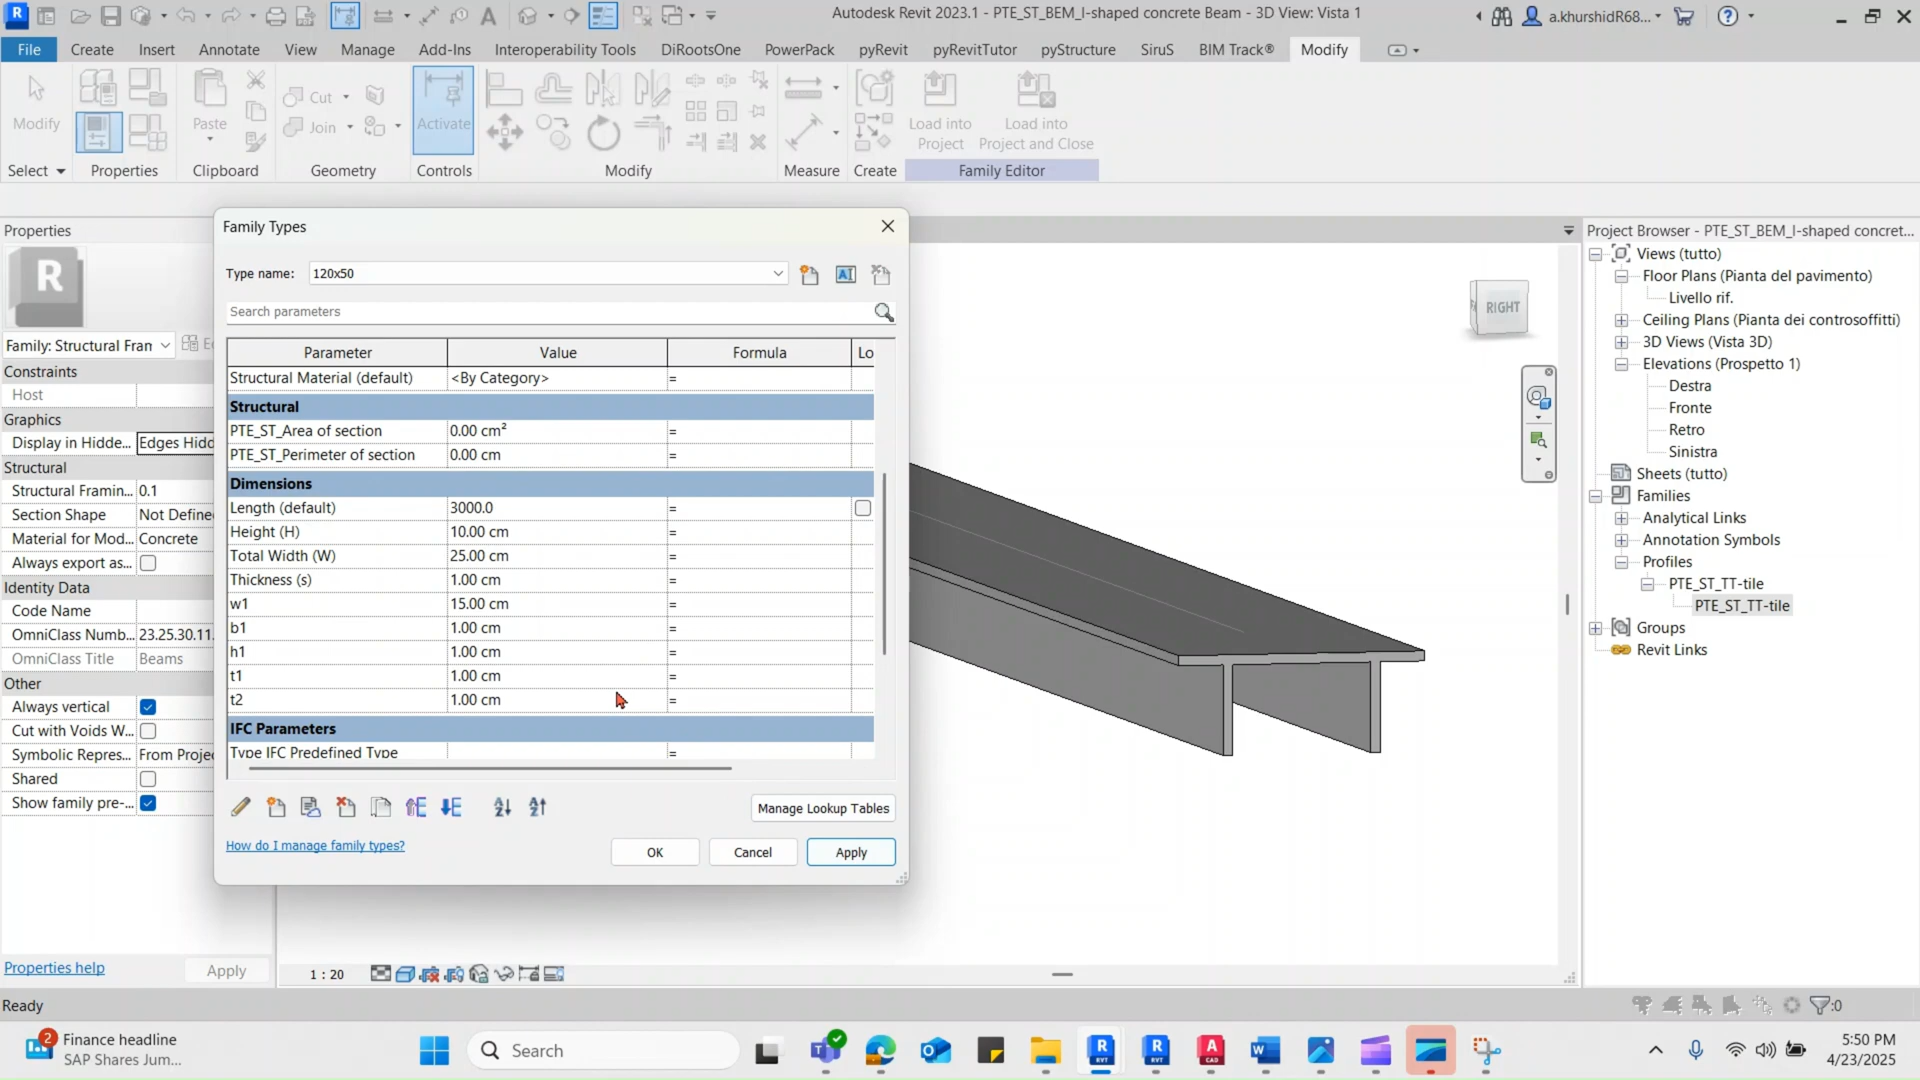 Autodesk Revit 2023.1 - PTE_ST_BEM_I-shaped concrete Beam - 3D View: Vista 1
a.khurshidR68...
File Create Insert Annotate View Manage Add-Ins Interoperability Tools DiRootsOne PowerPack pyRevit pyRevitTutor pyStructure SiruS BIM Track® Modify
Modify
Paste
Cut
Join
Activate
Load into Project
Load into Project and Close
Select Properties Clipboard Geometry Controls Modify Measure Create Family Editor
Properties
R
Family: Structural Fran
Constraints
Host
Graphics
Display in Hidde... Edges Hidd
Structural
Structural Framin... 0.1
Section Shape Not Define
Material for Mod... Concrete
Always export as...
Identity Data
Code Name
OmniClass Numb... 23.25.30.11.
OmniClass Title Beams
Other
Always vertical
Cut with Voids W...
Symbolic Repres... From Proje
Shared
Show family pre-...
Properties help Apply
Family Types
Type name: 120x50
Search parameters
Parameter Value Formula Lo
Structural Material (default) <By Category> =
Structural
PTE_ST_Area of section 0.00 cm² =
PTE_ST_Perimeter of section 0.00 cm =
Dimensions
Length (default) 3000.0 =
Height (H) 10.00 cm =
Total Width (W) 25.00 cm =
Thickness (s) 1.00 cm =
w1 15.00 cm =
b1 1.00 cm =
h1 1.00 cm =
t1 1.00 cm =
t2 1.00 cm =
IFC Parameters
Type IFC Predefined Type =
Manage Lookup Tables
How do I manage family types?
OK Cancel Apply
RIGHT
Project Browser - PTE_ST_BEM_I-shaped concret...
Views (tutto)
Floor Plans (Pianta del pavimento)
Livello rif.
Ceiling Plans (Pianta dei controsoffitti)
3D Views (Vista 3D)
Elevations (Prospetto 1)
Destra
Fronte
Retro
Sinistra
Sheets (tutto)
Families
Analytical Links
Annotation Symbols
Profiles
PTE_ST_TT-tile
PTE_ST_TT-tile
Groups
Revit Links
1 : 20
Ready
:0
2
Finance headline
SAP Shares Jum...
Search
5:50 PM
4/23/2025